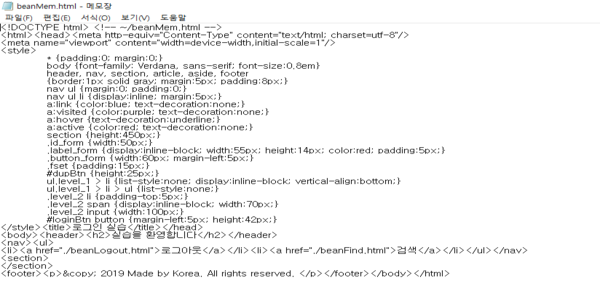 beanMem.html - 메모장
파일(F) 편집(E) 서식(O) 보기(V) 도움말
<!DOCTYPE html> <!-- ~/beanMem.html -->
<html><head><meta http-equiv="Content-Type" content="text/html; charset=utf-8"/>
<meta name="viewport" content="width=device-width,initial-scale=1"/>
<style>
* {padding:0; margin:0;}
body {font-family: Verdana, sans-serif; font-size:0.8em}
header, nav, section, article, aside, footer
{border:1px solid gray; margin:5px; padding:8px;}
nav ul {margin:0; padding:0;}
nav ul li {display:inline; margin:5px;}
a:link {color:blue; text-decoration:none;}
a:visited {color:purple; text-decoration:none;}
a:hover {text-decoration:underline;}
a:active {color:red; text-decoration:none;}
section {height:450px;}
.id_form {width:50px;}
.label_form {display:inline-block; width:55px; height:14px; color:red; padding:5px;}
.button_form {width:60px; margin-left:5px;}
.fset {padding:15px;}
#dupBtn {height:25px;}
ul.level_1 > li {list-style:none; display:inline-block; vertical-align:bottom;}
ul.level_1 > li > ul {list-style:none;}
.level_2 li {padding-top:5px;}
.level_2 span {display:inline-block; width:70px;}
.level_2 input {width:100px;}
#loginBtn button {margin-left:5px; height:42px;}
</style><title>로그인 실습</title></head>
<body><header><h2>실습을 환영합니다</h2></header>
<nav><ul>
<li><a href="./beanLogout.html">로그아웃</a></li><li><a href="./beanFind.html">검색</a></li></ul></nav>
<section>
</section>
<footer><p>&copy; 2019 Made by Korea. All rights reserved. </p></footer></body></html>